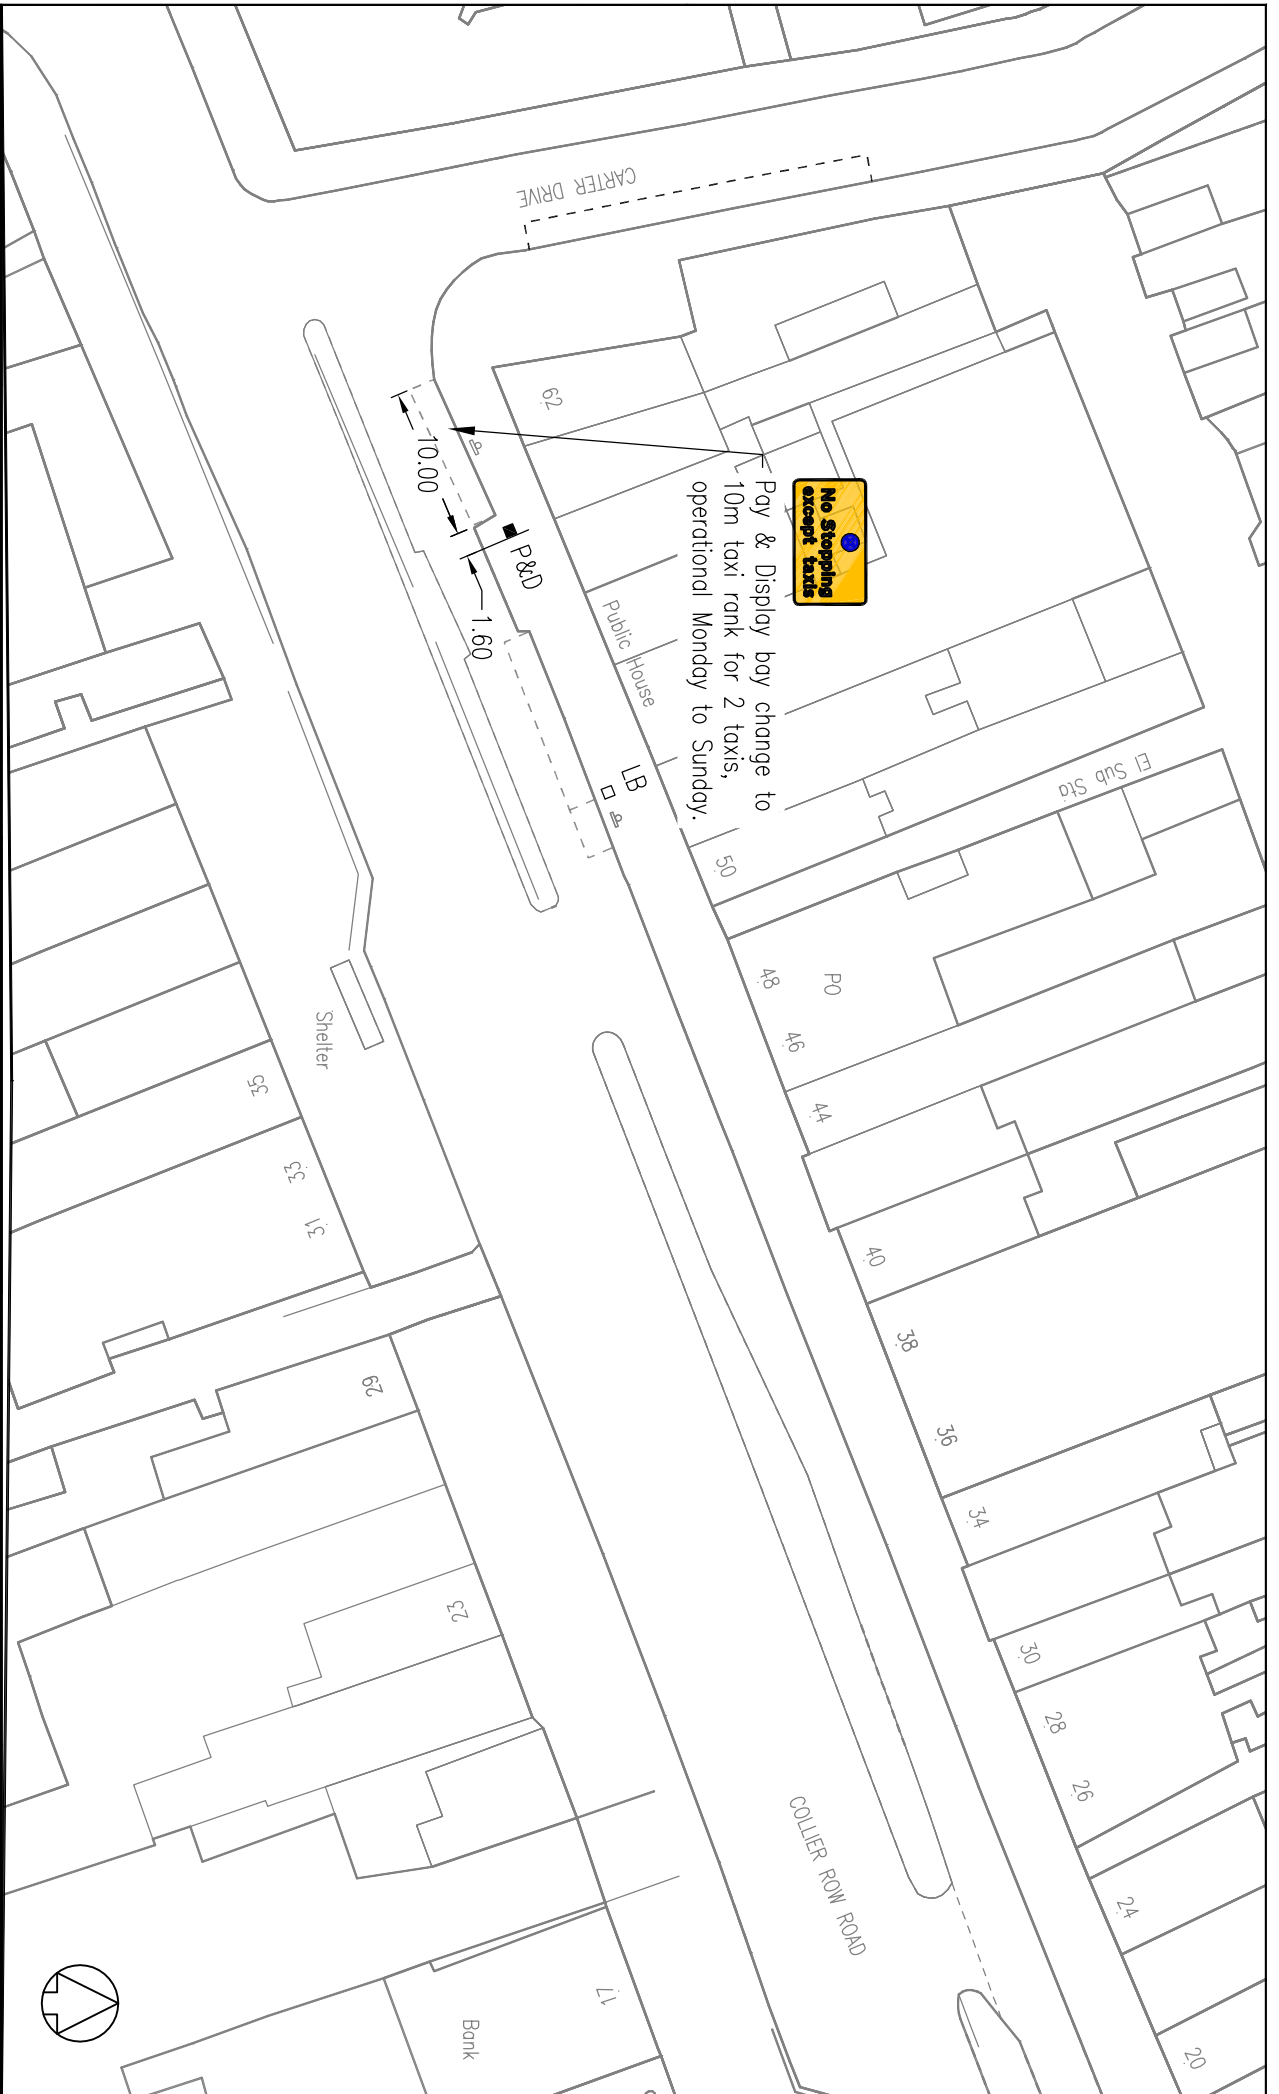 CARTER DRIVE
62
10.00
P&D
1.60
No Stopping
except taxis
Pay & Display bay change to
10m taxi rank for 2 taxis,
operational Monday to Sunday.
Public House
LB
El Sub Sta
50
48
PO
46
44
40
38
36
34
30
28
26
24
20
Shelter
35
33
31
29
23
17
Bank
COLLIER ROW ROAD